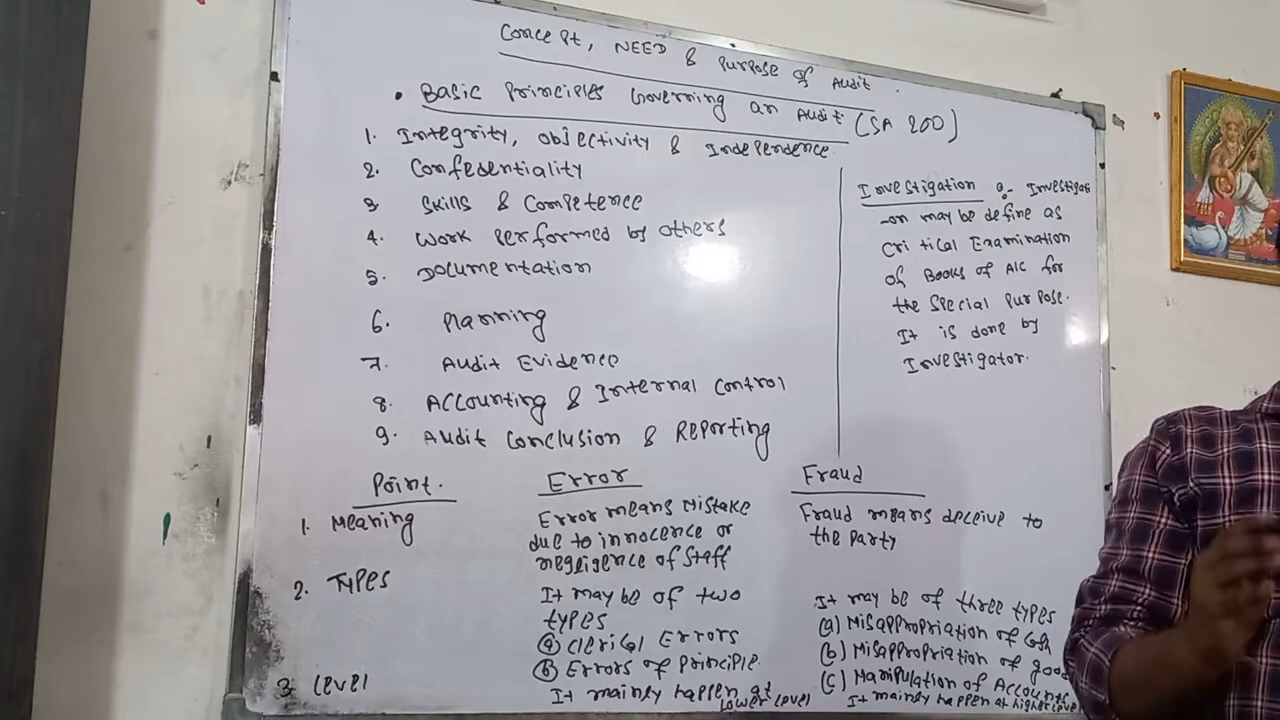 Concept, NEED & Purpose of Audit
• Basic Principles Governing an Audit (SA 200)
1. Integrity, objectivity & Independence
2. Confedentiality
3 Skills & Competence
4. Work performed by others
5. Documentation
6. Planning
7. Audit Evidence
8. Accounting & Internal Control
9. Audit Conclusion & Reporting
Investigation :- Investigati
-on may be define as
Critical Examination
of Books of A/C for
the Special Purpose.
It is done by
Investigator.
Point. Error Fraud
1. Meaning
Error means Mistake
due to innocence or
negligence of Staff
Fraud means deceive to
the Party
2. Types
It may be of two
types
(a) Clerical Errors
(b) Errors of Principle.
It may be of three types
(a) Misappropriation of Cash
(b) Misappropriation of good
(c) Manipulation of Accounts
3. Level
It mainly happen at
lower level
It mainly happen at higher level